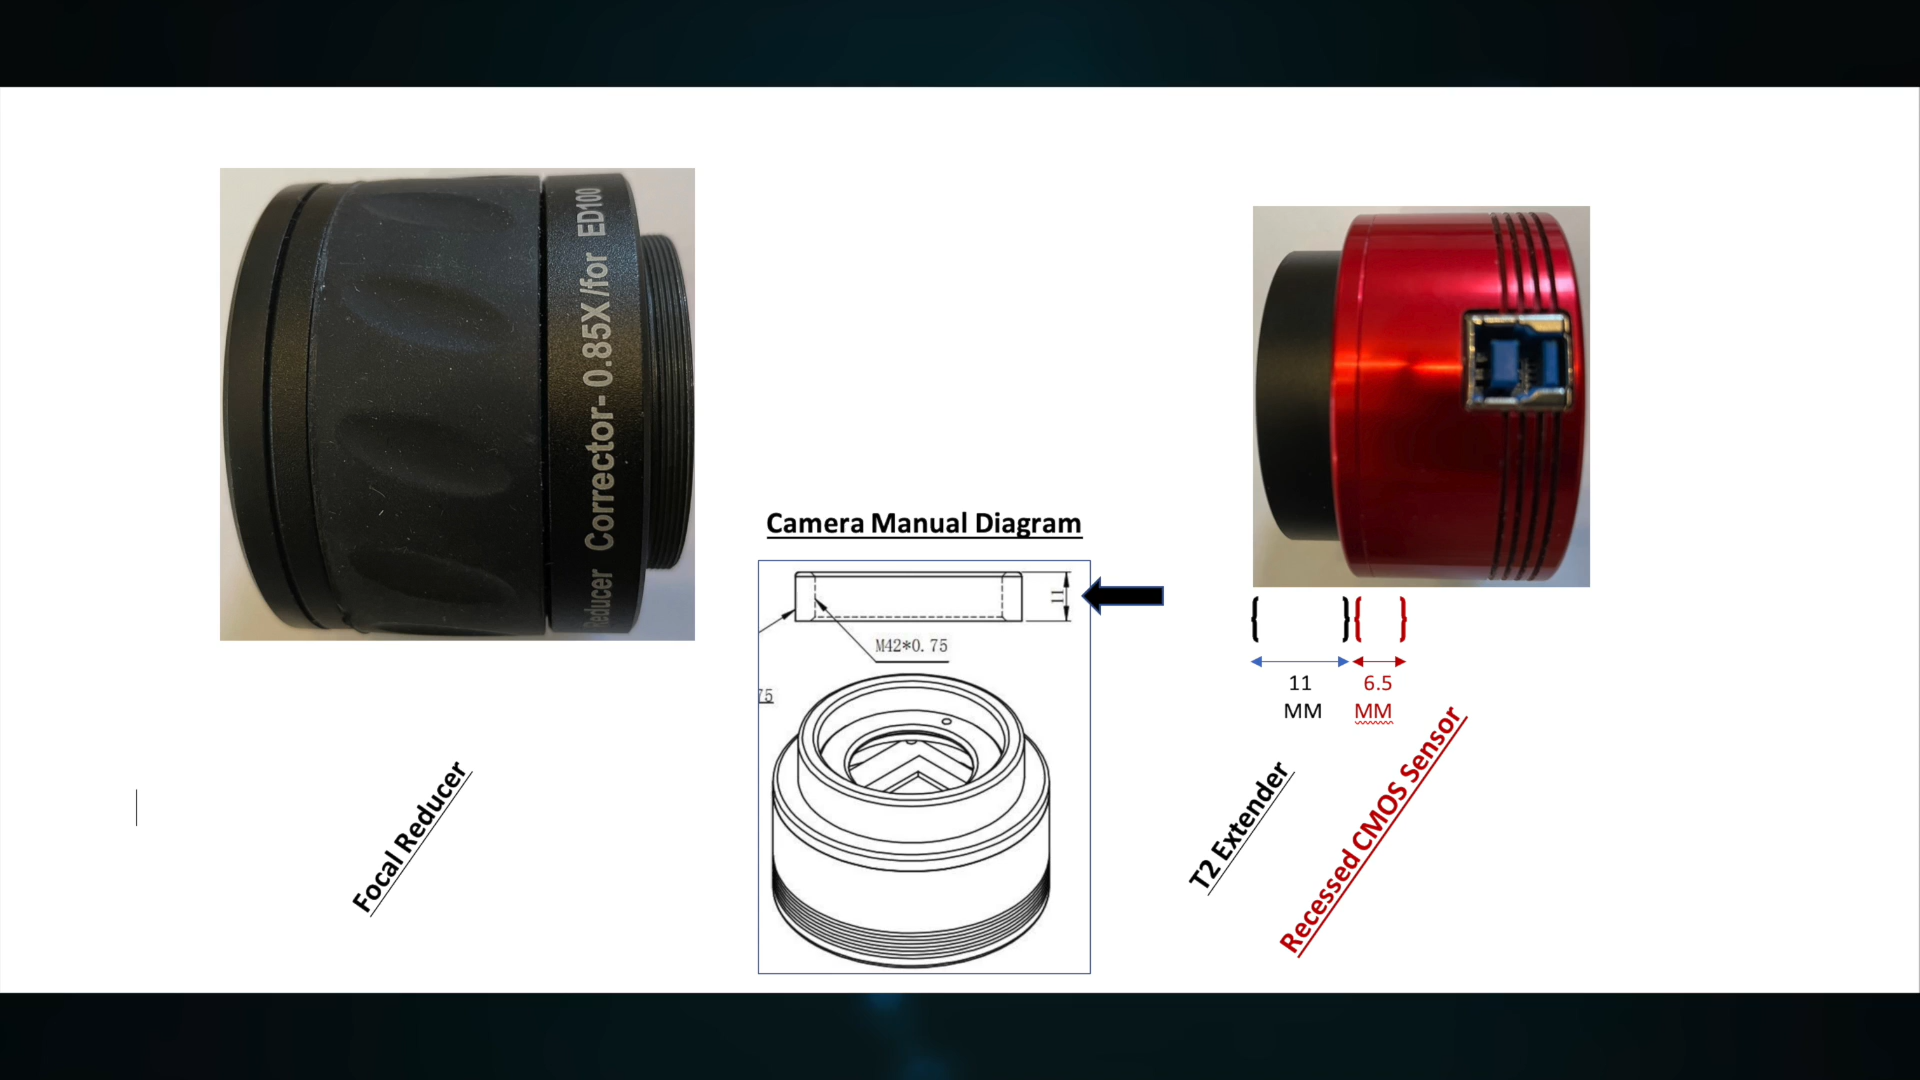 Reducer Corrector- 0.85X/for ED100
Camera Manual Diagram
11
M42*0.75
75
11
MM
6.5
MM
Focal Reducer
T2 Extender
Recessed CMOS Sensor